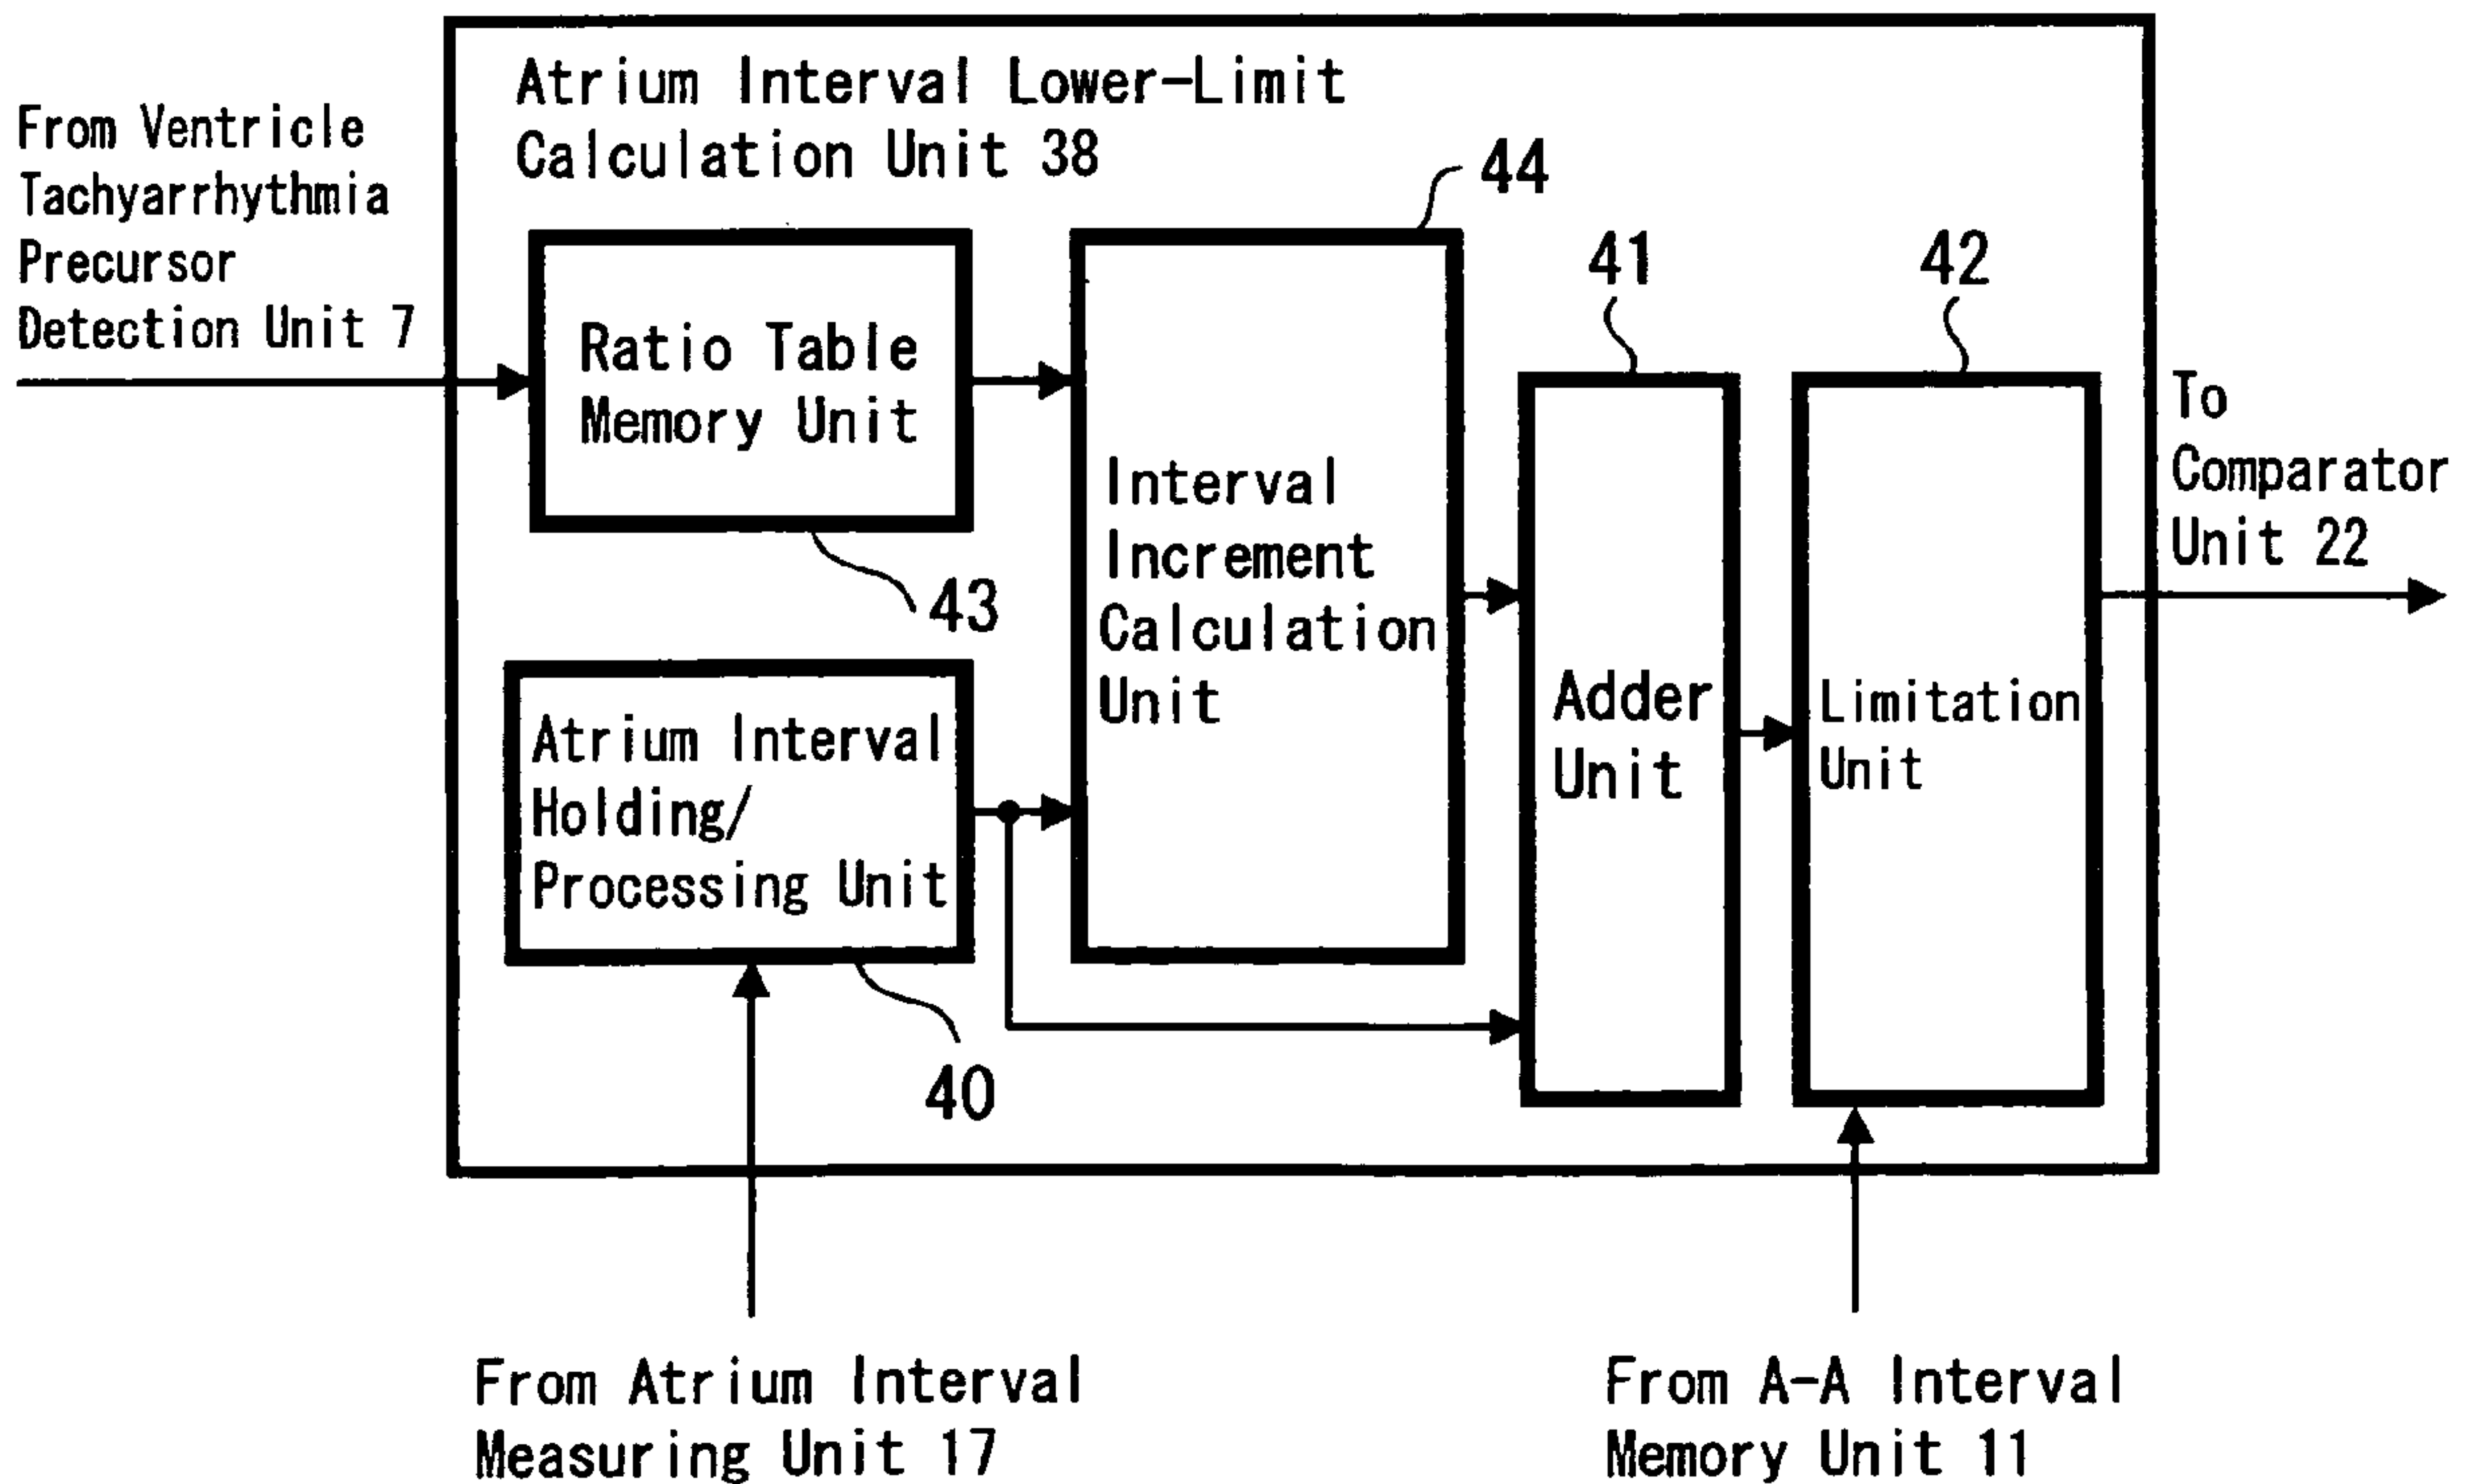 Atrium Interval Lower-Limit
Calculation Unit 38
From Ventricle
Tachyarrhythmia
Precursor
Detection Unit 7
44
41
42
Ratio Table
Memory Unit
43
Interval
Increment
Calculation
Unit
To
Comparator
Unit 22
Adder
Unit
Limitation
Unit
Atrium Interval
Holding/
Processing Unit
40
From Atrium Interval
Measuring Unit 17
From A-A Interval
Memory Unit 11